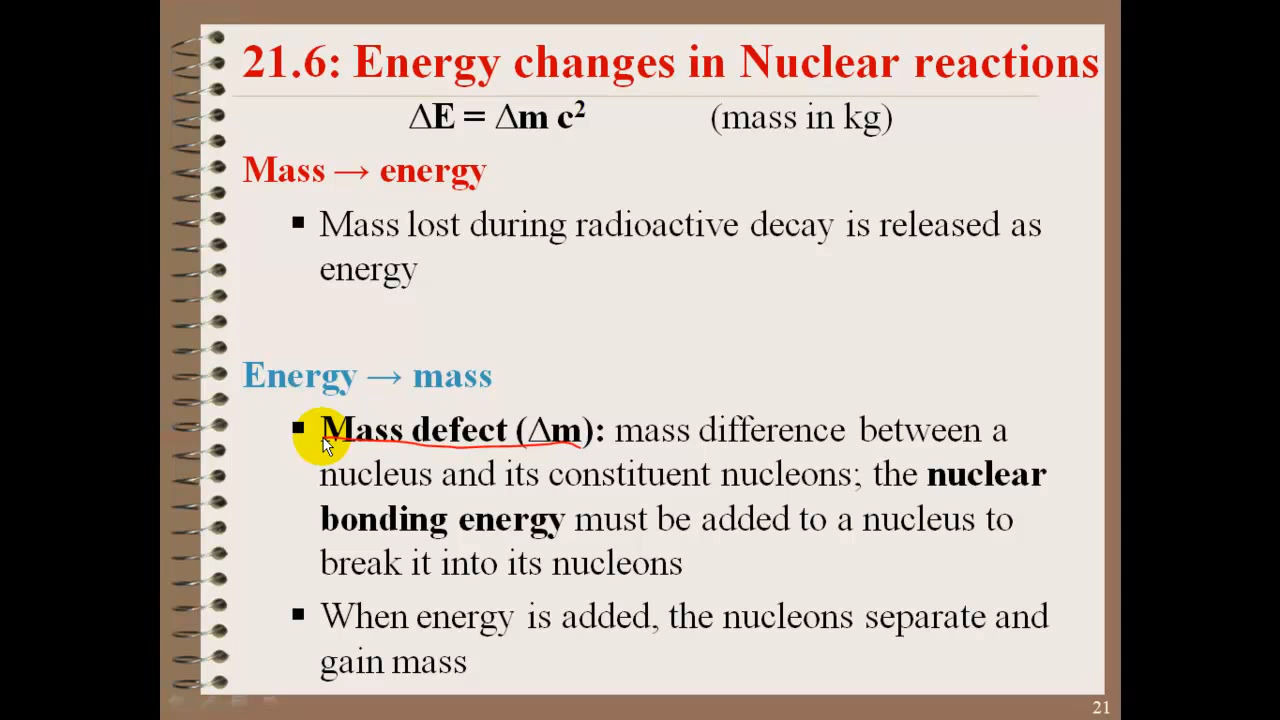 21.6: Energy changes in Nuclear reactions
ΔE = Δm c² (mass in kg)
Mass → energy
▪ Mass lost during radioactive decay is released as
energy
Energy → mass
▪ Mass defect (Δm): mass difference between a
nucleus and its constituent nucleons; the nuclear
bonding energy must be added to a nucleus to
break it into its nucleons
▪ When energy is added, the nucleons separate and
gain mass
21